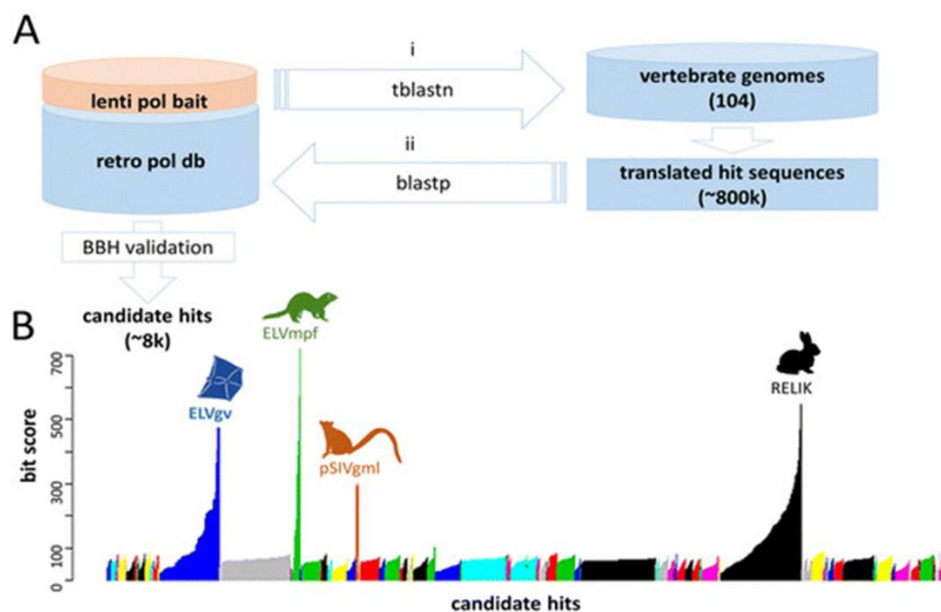 A
i
lenti pol bait
tblastn
vertebrate genomes
(104)
ii
retro pol db
blastp
translated hit sequences
(~800k)
BBH validation
candidate hits
(~8k)
B
ELVmpf
700
500
300
100
0
bit score
ELVgv
pSIVgml
RELIK
candidate hits